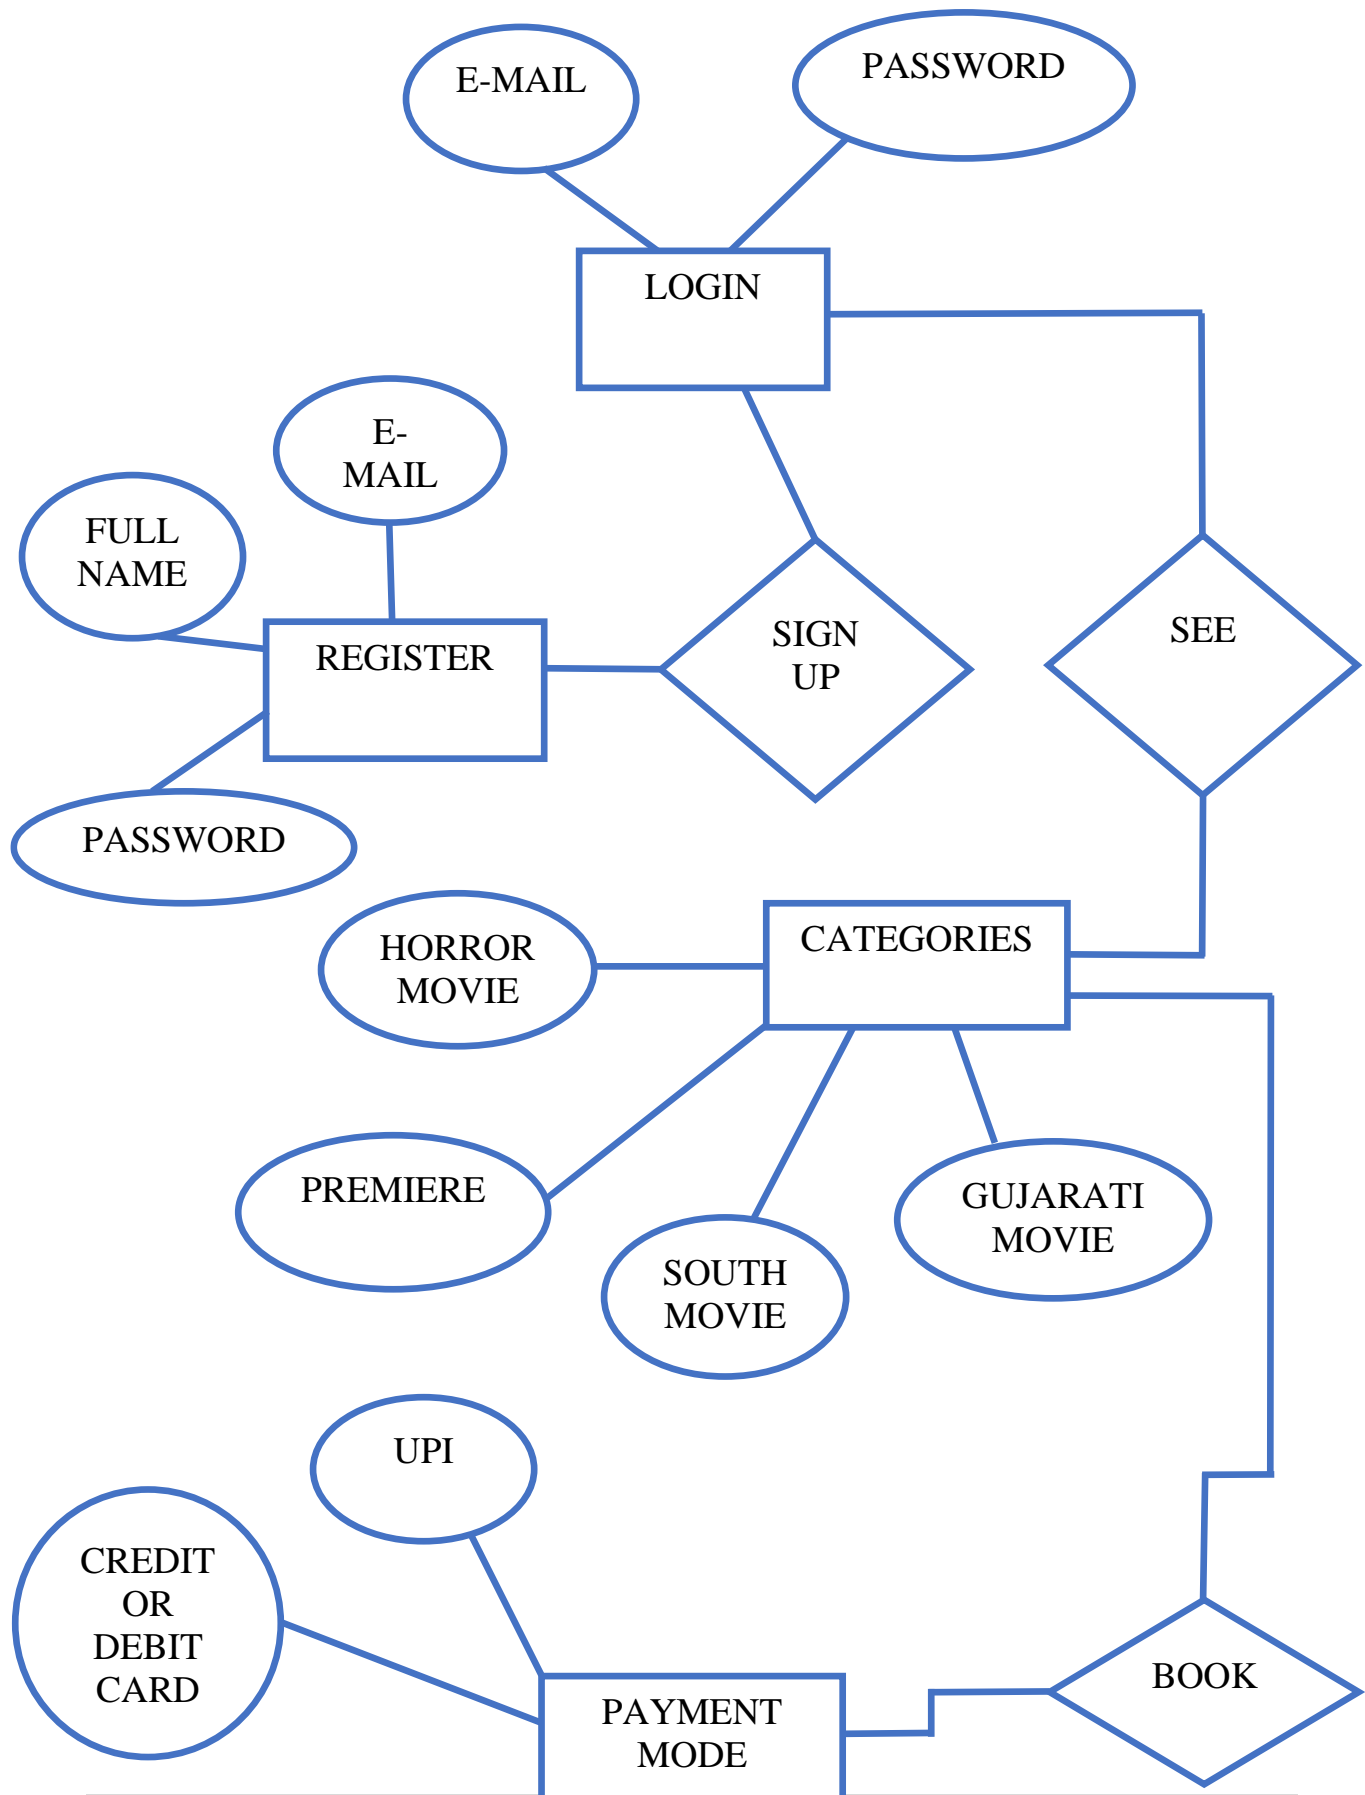 E-MAIL
PASSWORD
LOGIN
E-
MAIL
FULL
NAME
REGISTER
SIGN
UP
SEE
PASSWORD
CATEGORIES
HORROR
MOVIE
PREMIERE
GUJARATI
MOVIE
SOUTH
MOVIE
UPI
CREDIT
OR
DEBIT
CARD
BOOK
PAYMENT
MODE